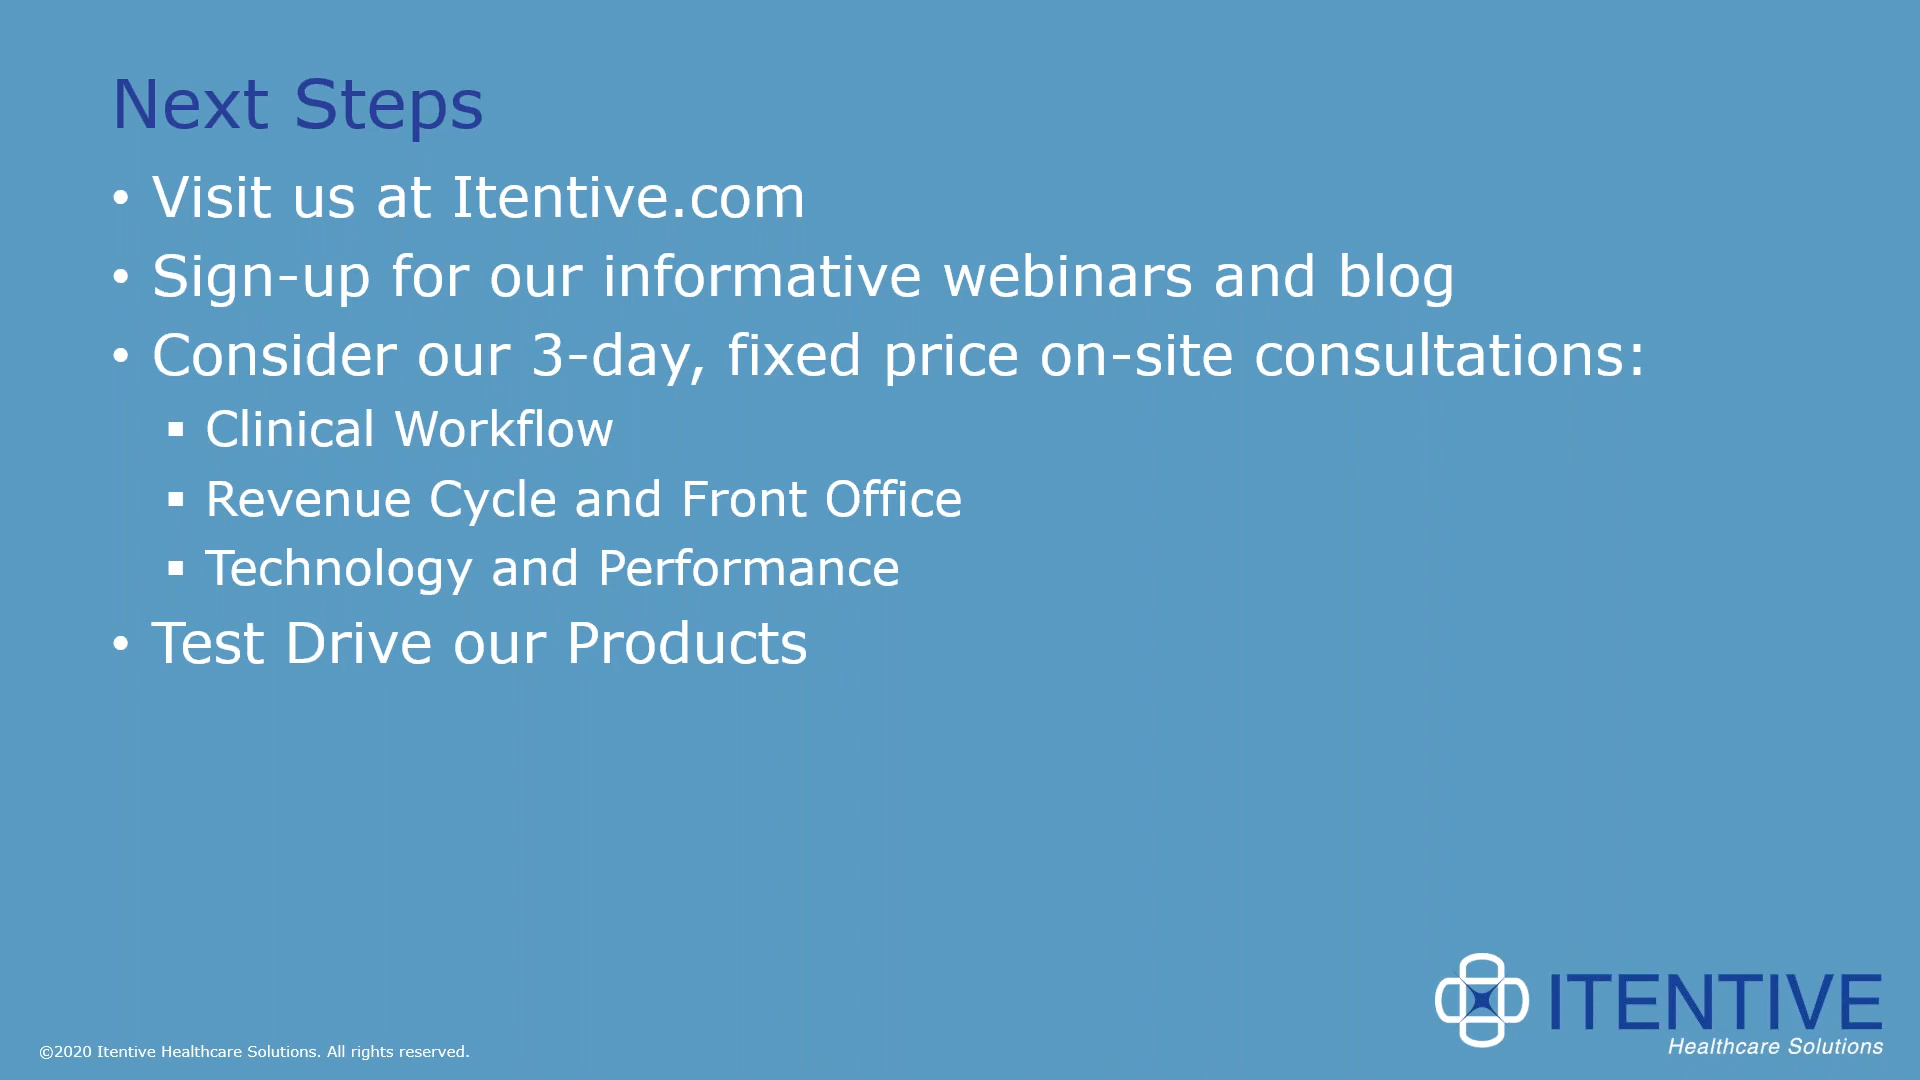 Next Steps
• Visit us at Itentive.com
• Sign-up for our informative webinars and blog
• Consider our 3-day, fixed price on-site consultations:
▪ Clinical Workflow
▪ Revenue Cycle and Front Office
▪ Technology and Performance
• Test Drive our Products
ITENTIVE
Healthcare Solutions
©2020 Itentive Healthcare Solutions. All rights reserved.